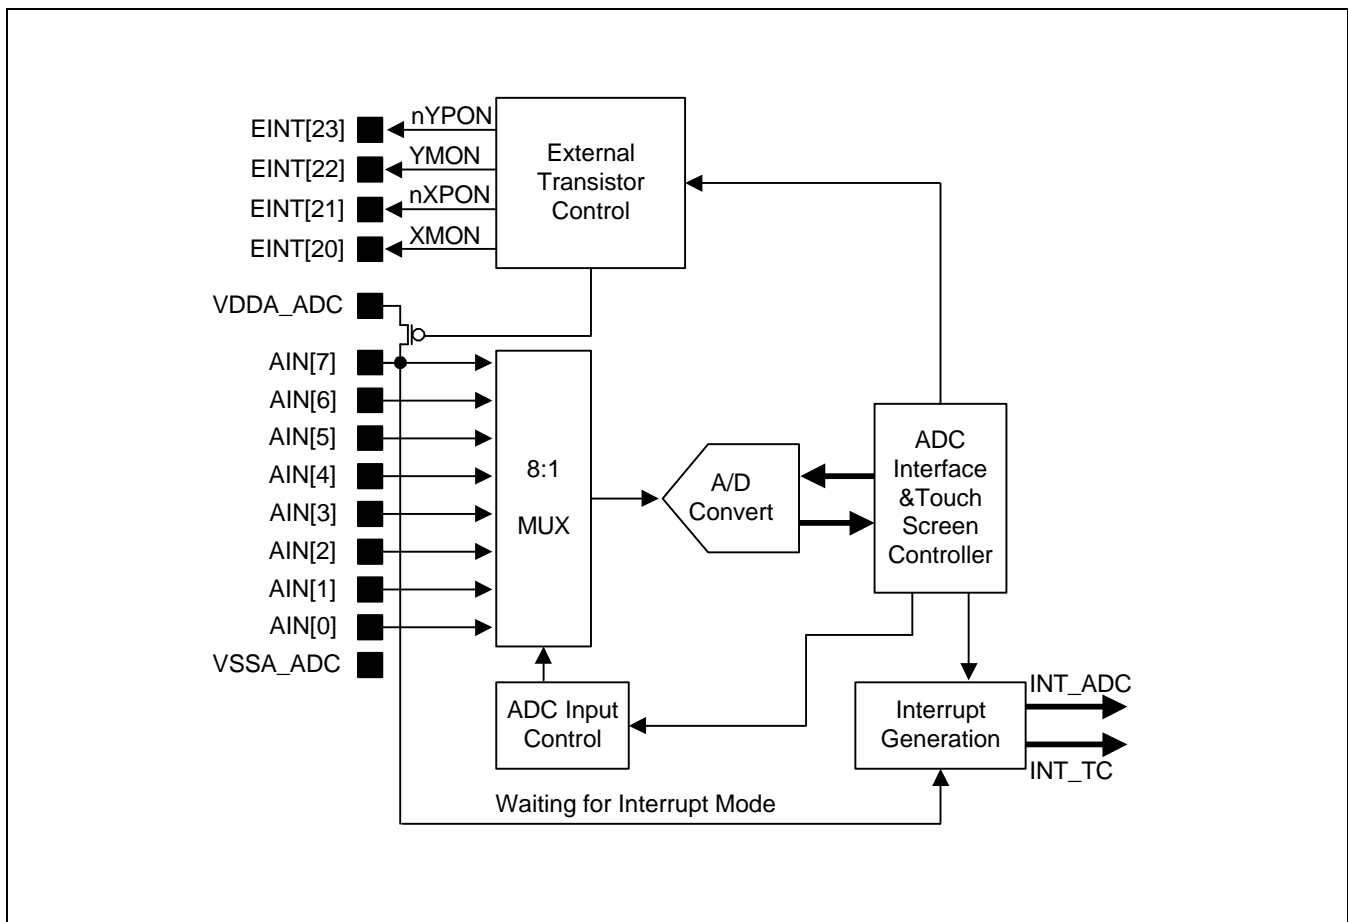 EINT[23]
nYPON
EINT[22]
YMON
EINT[21]
nXPON
EINT[20]
XMON
External
Transistor
Control
VDDA_ADC
AIN[7]
AIN[6]
AIN[5]
AIN[4]
AIN[3]
AIN[2]
AIN[1]
AIN[0]
VSSA_ADC
8:1
MUX
A/D
Convert
ADC
Interface
&Touch
Screen
Controller
ADC Input
Control
Interrupt
Generation
INT_ADC
INT_TC
Waiting for Interrupt Mode